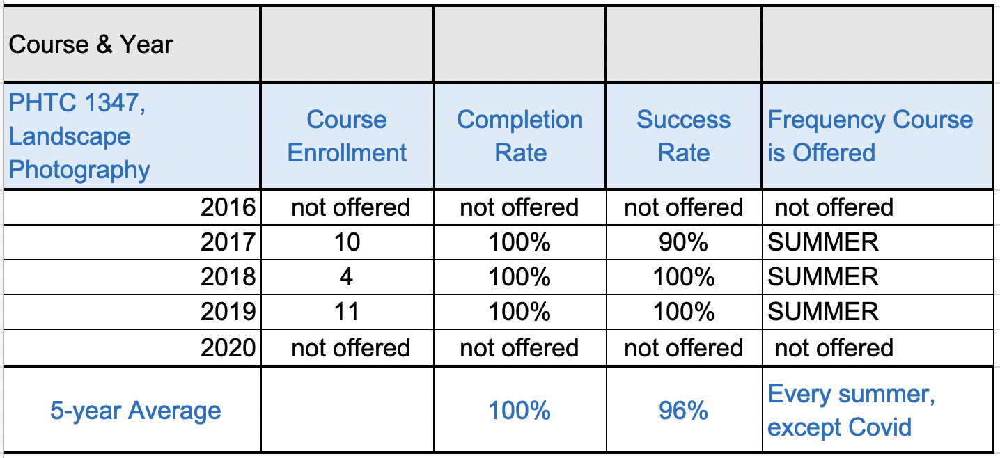 Course & Year
PHTC 1347,
Landscape
Photography
Course
Enrollment
Completion
Rate
Success
Rate
Frequency Course
is Offered
2016 not offered not offered not offered not offered
2017 10 100% 90% SUMMER
2018 4 100% 100% SUMMER
2019 11 100% 100% SUMMER
2020 not offered not offered not offered not offered
5-year Average 100% 96% Every summer,
except Covid